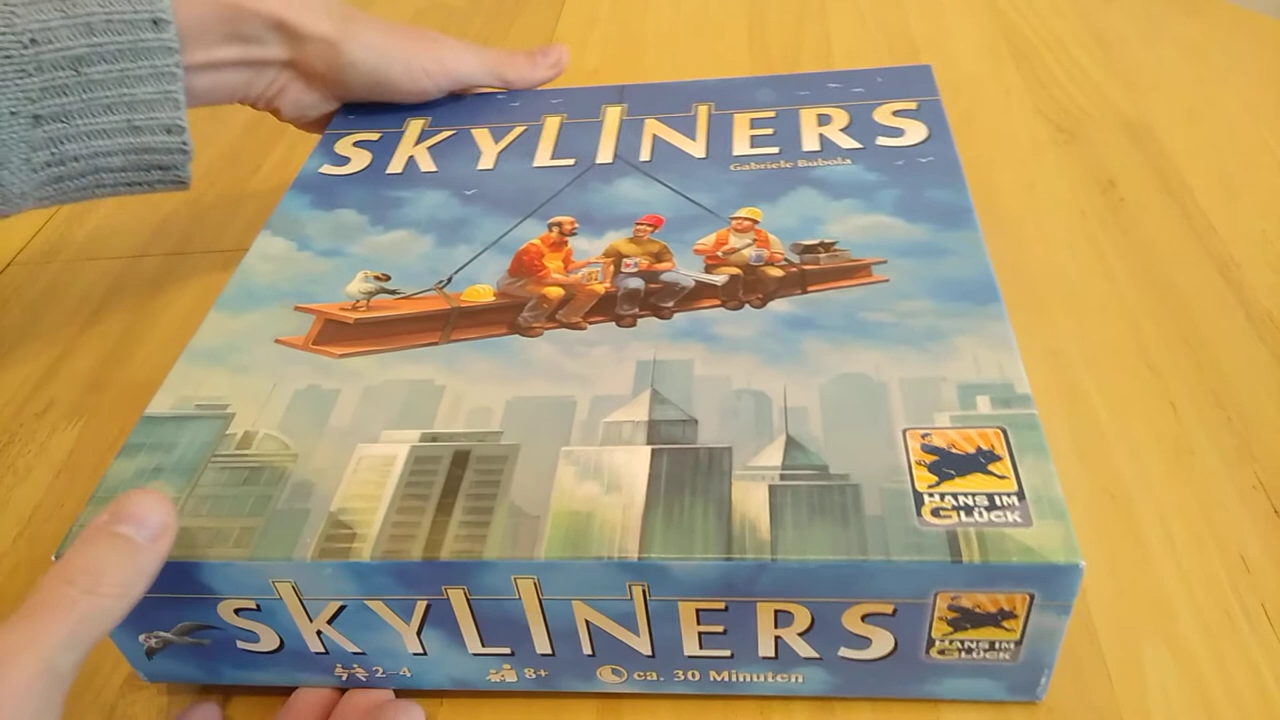 SKYLINERS
Gabriele Bubola
HANS IM
GLÜCK
SKYLINERS
2-4
8+
ca. 30 Minuten
HANS IM
GLÜCK